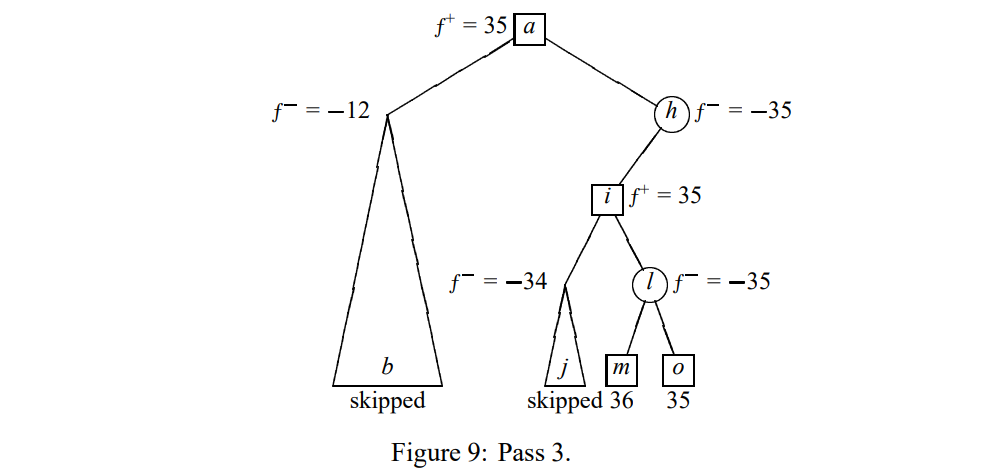 f⁺ = 35 a
f⁻ = −12
h f⁻ = −35
i f⁺ = 35
f⁻ = −34
l f⁻ = −35
b
j
m
o
skipped
skipped 36
35
Figure 9: Pass 3.